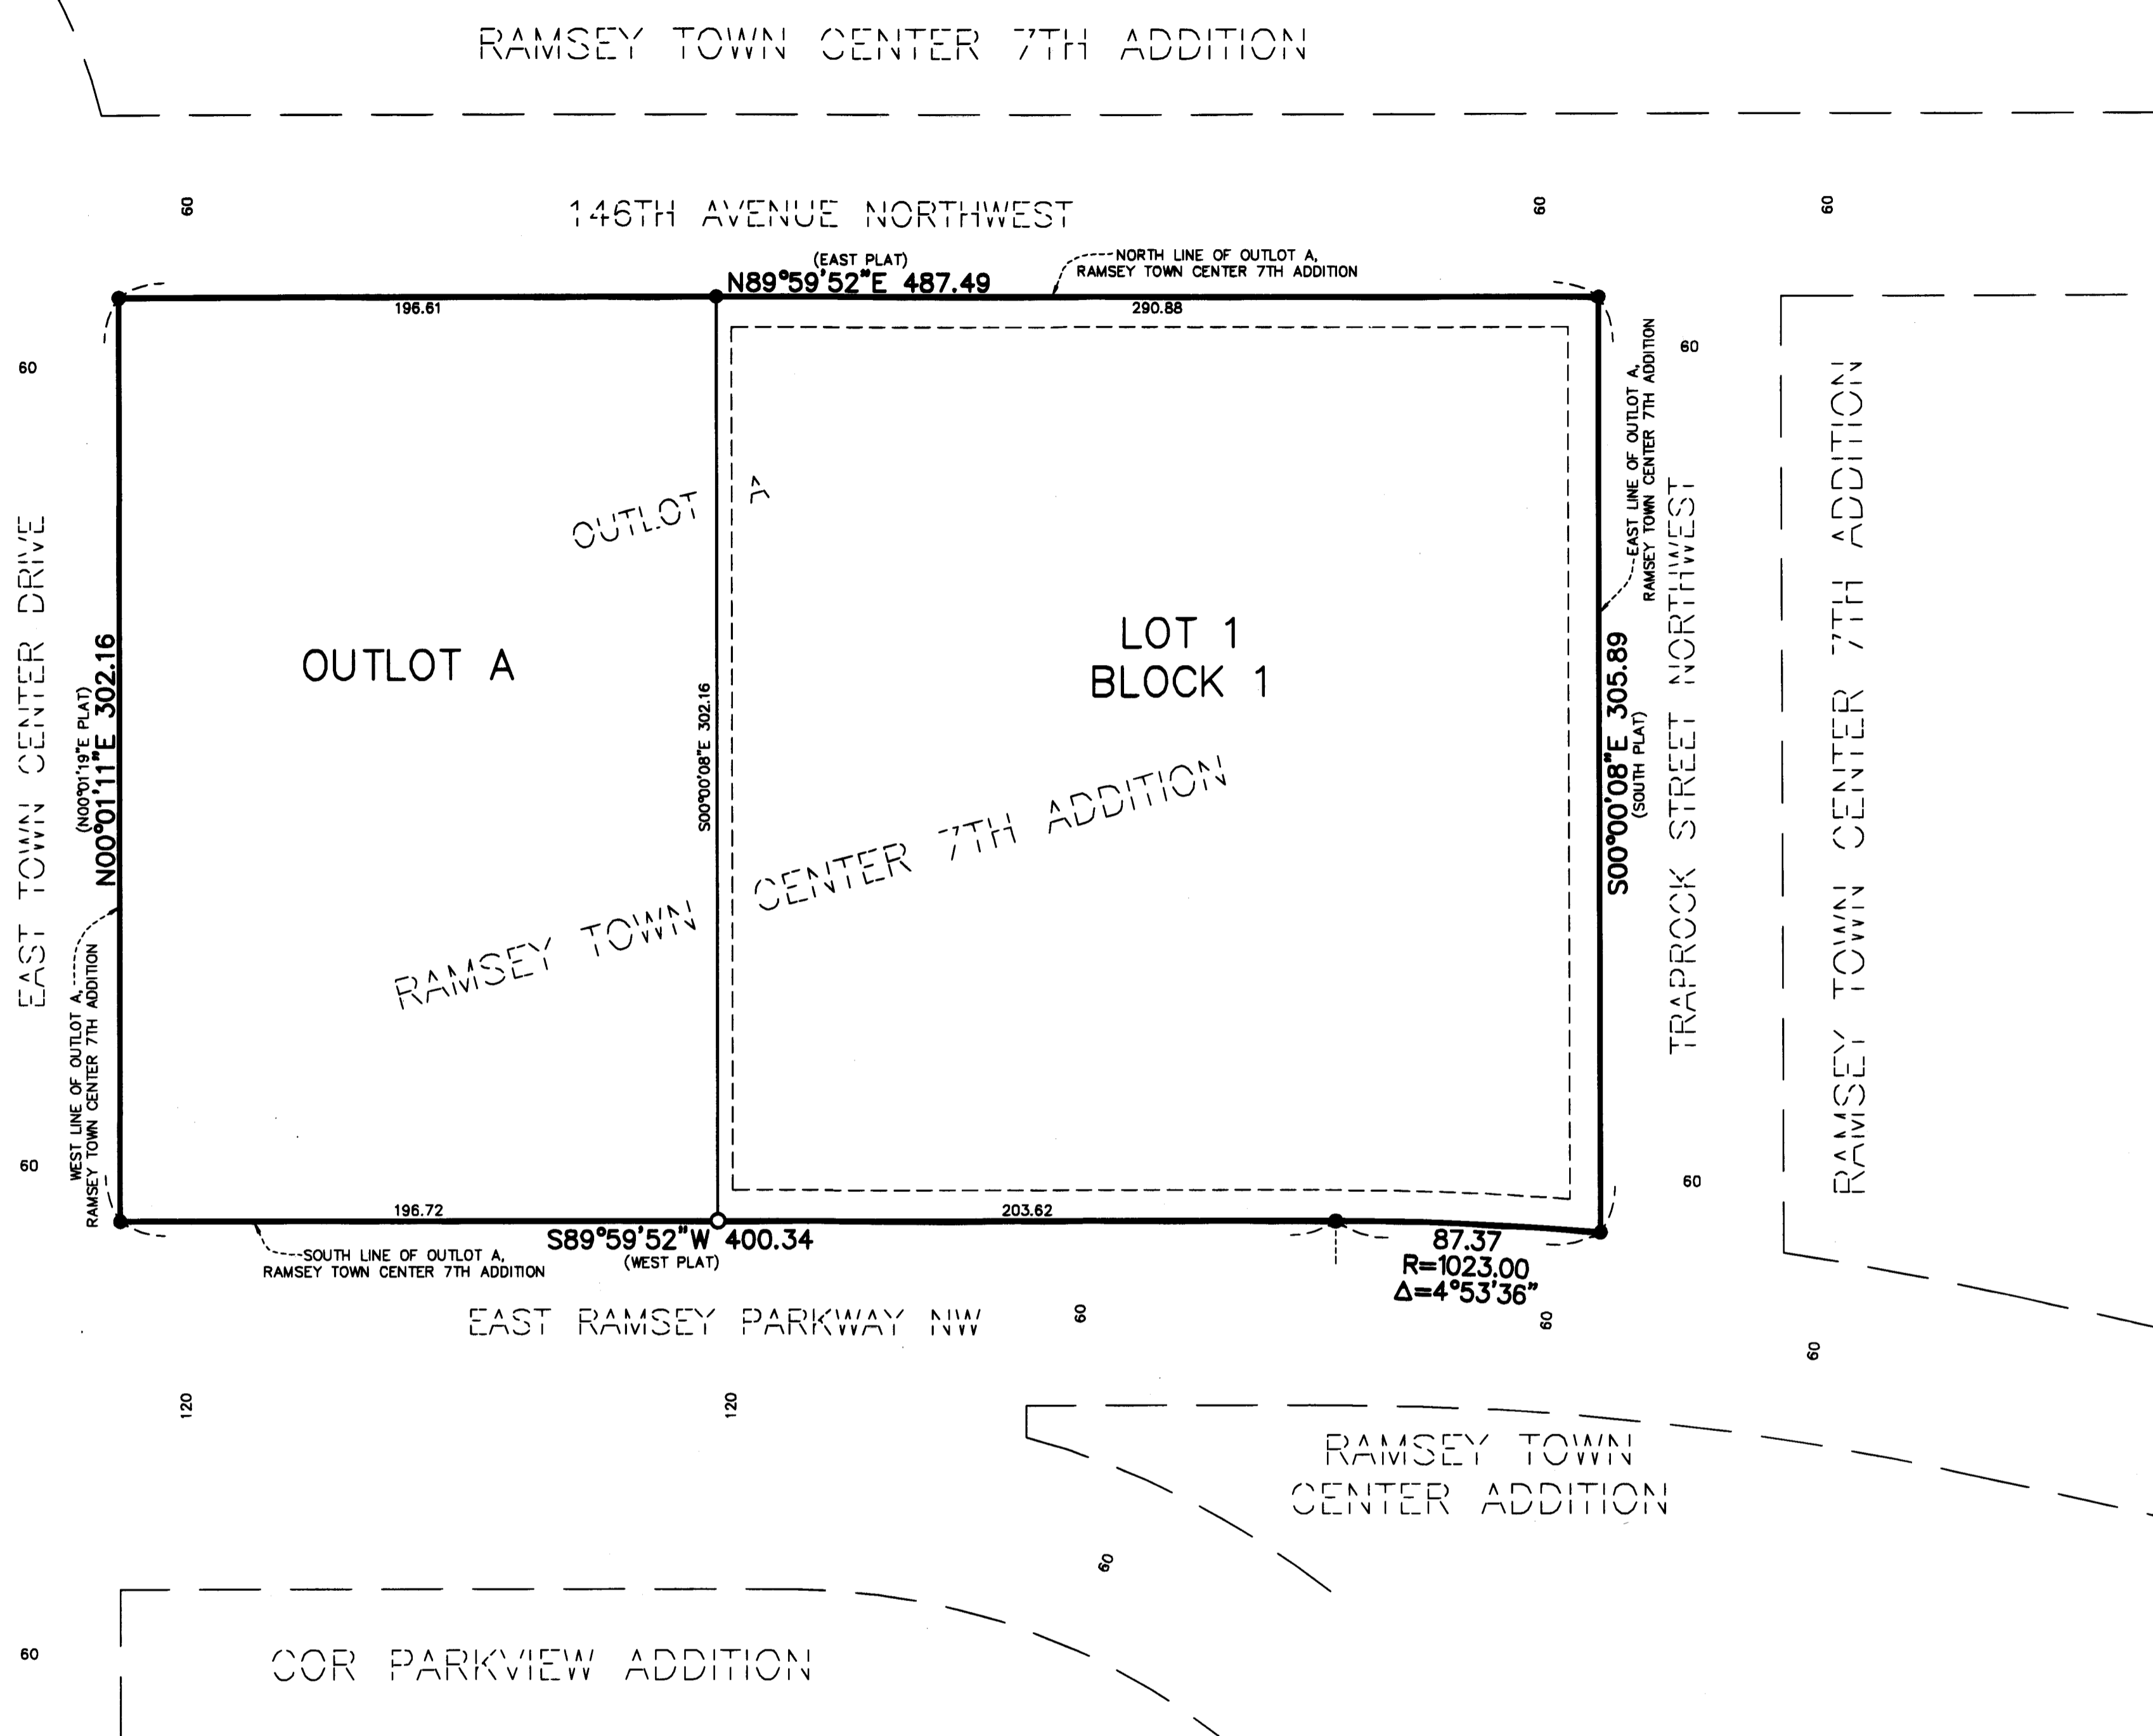 RAMSEY TOWN CENTER 7TH ADDITION
60
146TH AVENUE NORTHWEST
60
60
(EAST PLAT)
N89°59'52"E 487.49
NORTH LINE OF OUTLOT A,
RAMSEY TOWN CENTER 7TH ADDITION
196.61
290.88
60
60
EAST LINE OF OUTLOT A,
RAMSEY TOWN CENTER 7TH ADDITION
OUTLOT A
EAST TOWN CENTER DRIVE
(N00°01'19"E PLAT)
N00°01'11"E 302.16
OUTLOT A
S00°00'08"E 302.16
LOT 1
BLOCK 1
S00°00'08"E 305.89
(SOUTH PLAT)
TRAPROCK STREET NORTHWEST
RAMSEY TOWN CENTER 7TH ADDITION
RAMSEY TOWN CENTER 7TH ADDITION
WEST LINE OF OUTLOT A,
RAMSEY TOWN CENTER 7TH ADDITION
60
60
196.72
203.62
S89°59'52"W 400.34
(WEST PLAT)
SOUTH LINE OF OUTLOT A,
RAMSEY TOWN CENTER 7TH ADDITION
87.37
R=1023.00
Δ=4°53'36"
EAST RAMSEY PARKWAY NW
60
60
60
120
120
RAMSEY TOWN
CENTER ADDITION
60
60
COR PARKVIEW ADDITION